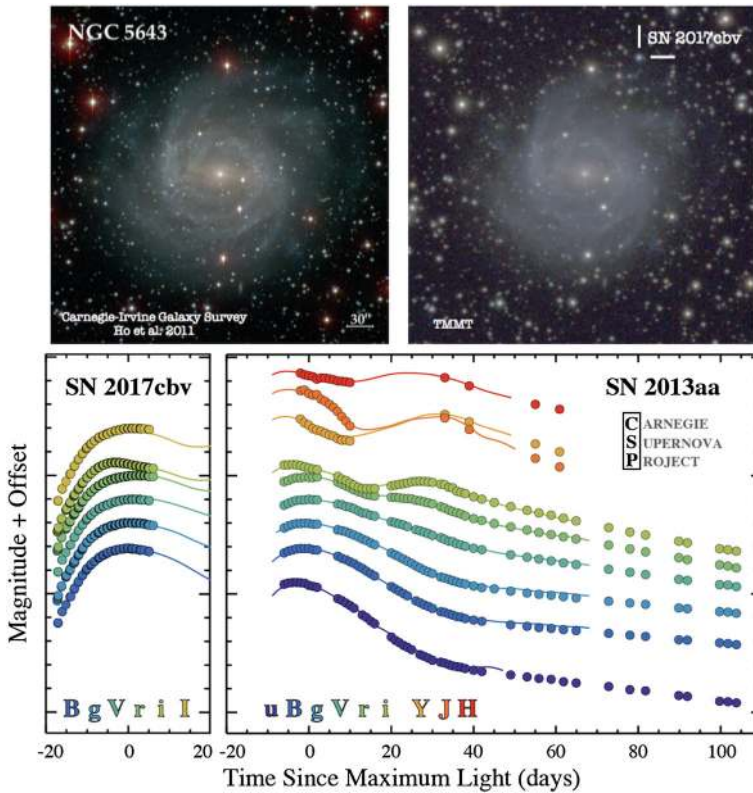 NGC 5643
SN 2017cbv
Carnegie-Irvine Galaxy Survey
Ho et al. 2011
30"
TMMT
SN 2017cbv
SN 2013aa
CARNEGIE
SUPERNOVA
PROJECT
Magnitude + Offset
B g V r i I
u B g V r i Y J H
-20 0 20
-20 0 20 40 60 80 100
Time Since Maximum Light (days)